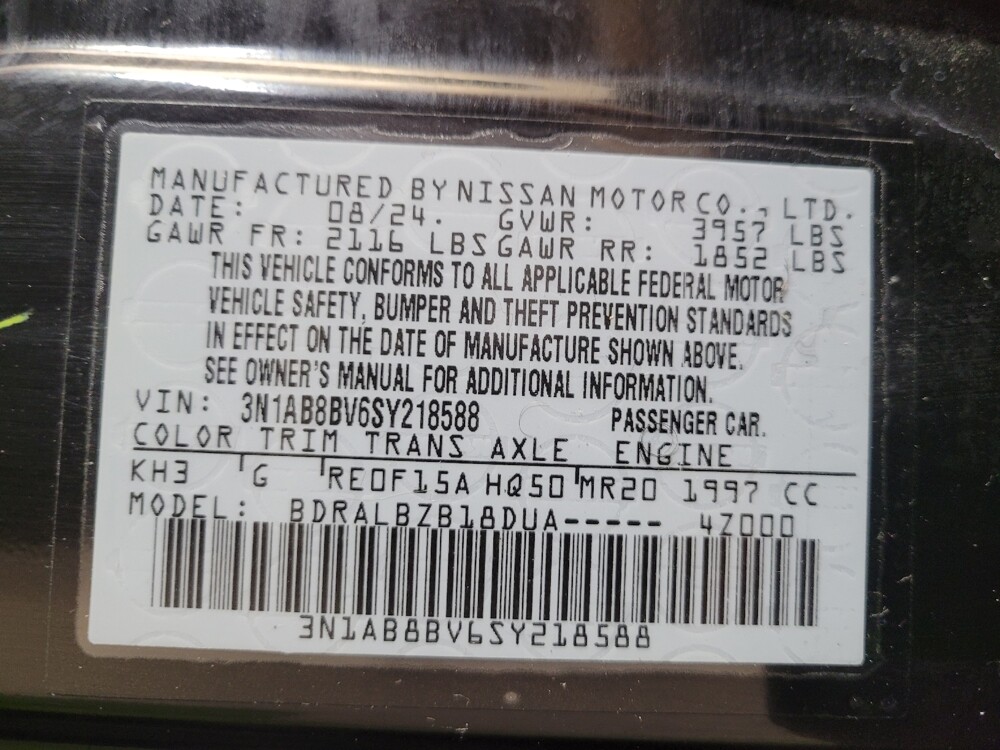 MANUFACTURED BY NISSAN MOTOR CO., LTD.
DATE: 08/24. GVWR: 3957 LBS
GAWR FR: 2116 LBS GAWR RR: 1852 LBS
THIS VEHICLE CONFORMS TO ALL APPLICABLE FEDERAL MOTOR
VEHICLE SAFETY, BUMPER AND THEFT PREVENTION STANDARDS
IN EFFECT ON THE DATE OF MANUFACTURE SHOWN ABOVE.
SEE OWNER'S MANUAL FOR ADDITIONAL INFORMATION.
VIN: 3N1AB8BV6SY218588 PASSENGER CAR.
COLOR TRIM TRANS AXLE ENGINE
KH3 G RE0F15A HQ50 MR20 1997 CC
MODEL: BDRALBZB18DUA----- 4Z000
3N1AB8BV6SY218588